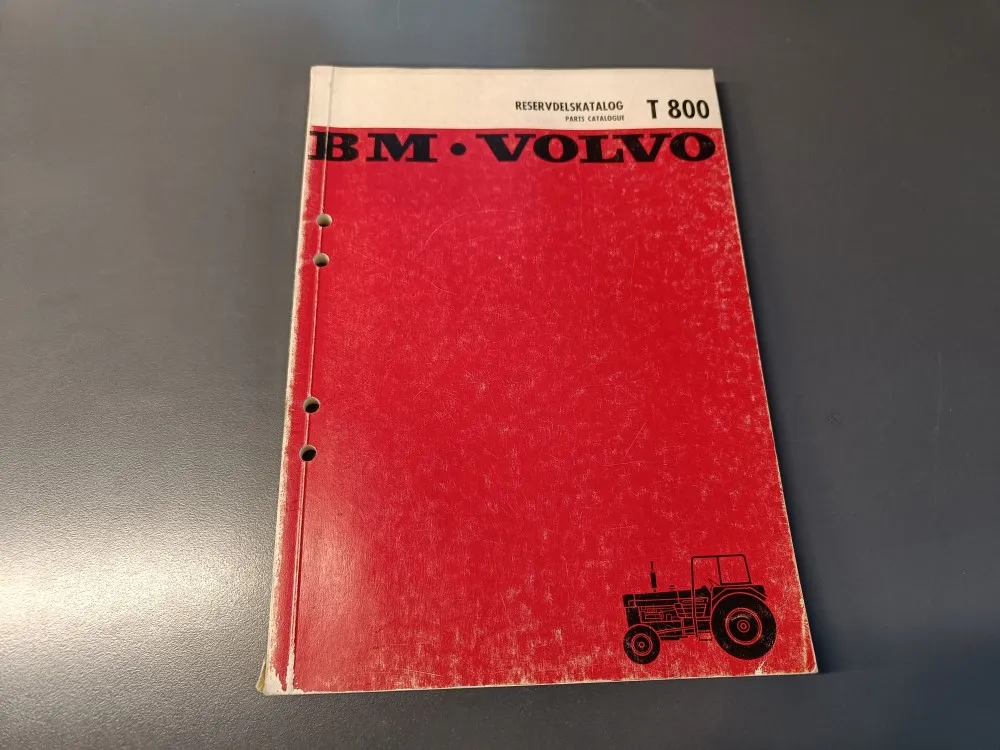 RESERVDELSKATALOG T 800
PARTS CATALOGUE
BM • VOLVO